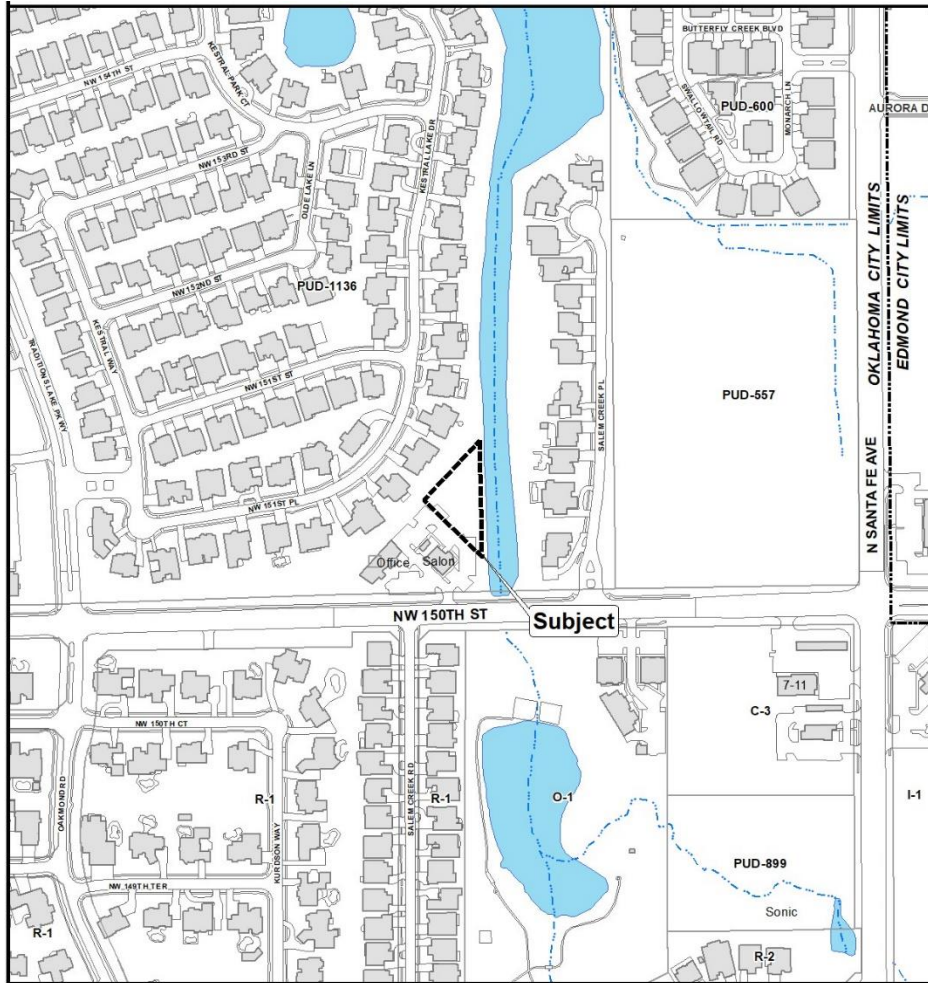 BUTTERFLY CREEK BLVD
KESTRAL PARK CT
NW 154TH ST
SWALLOWTAIL RD
PUD-600
MONARCH LN
AURORA D
NW 153RD ST
OLDE LAKE LN
KESTRAL LAKE DR
OKLAHOMA CITY LIMITS
EDMOND CITY LIMITS
NW 152ND ST
PUD-1136
TRADITIONS LAKE PKWY
KESTRAL WAY
NW 151ST ST
SALEM CREEK PL
PUD-557
N SANTA FE AVE
NW 151ST PL
Office
Salon
NW 150TH ST
Subject
7-11
C-3
NW 150TH CT
OAKMOND RD
R-1
KURDSON WAY
SALEM CREEK RD
R-1
O-1
I-1
NW 149TH TER
PUD-899
Sonic
R-1
R-2